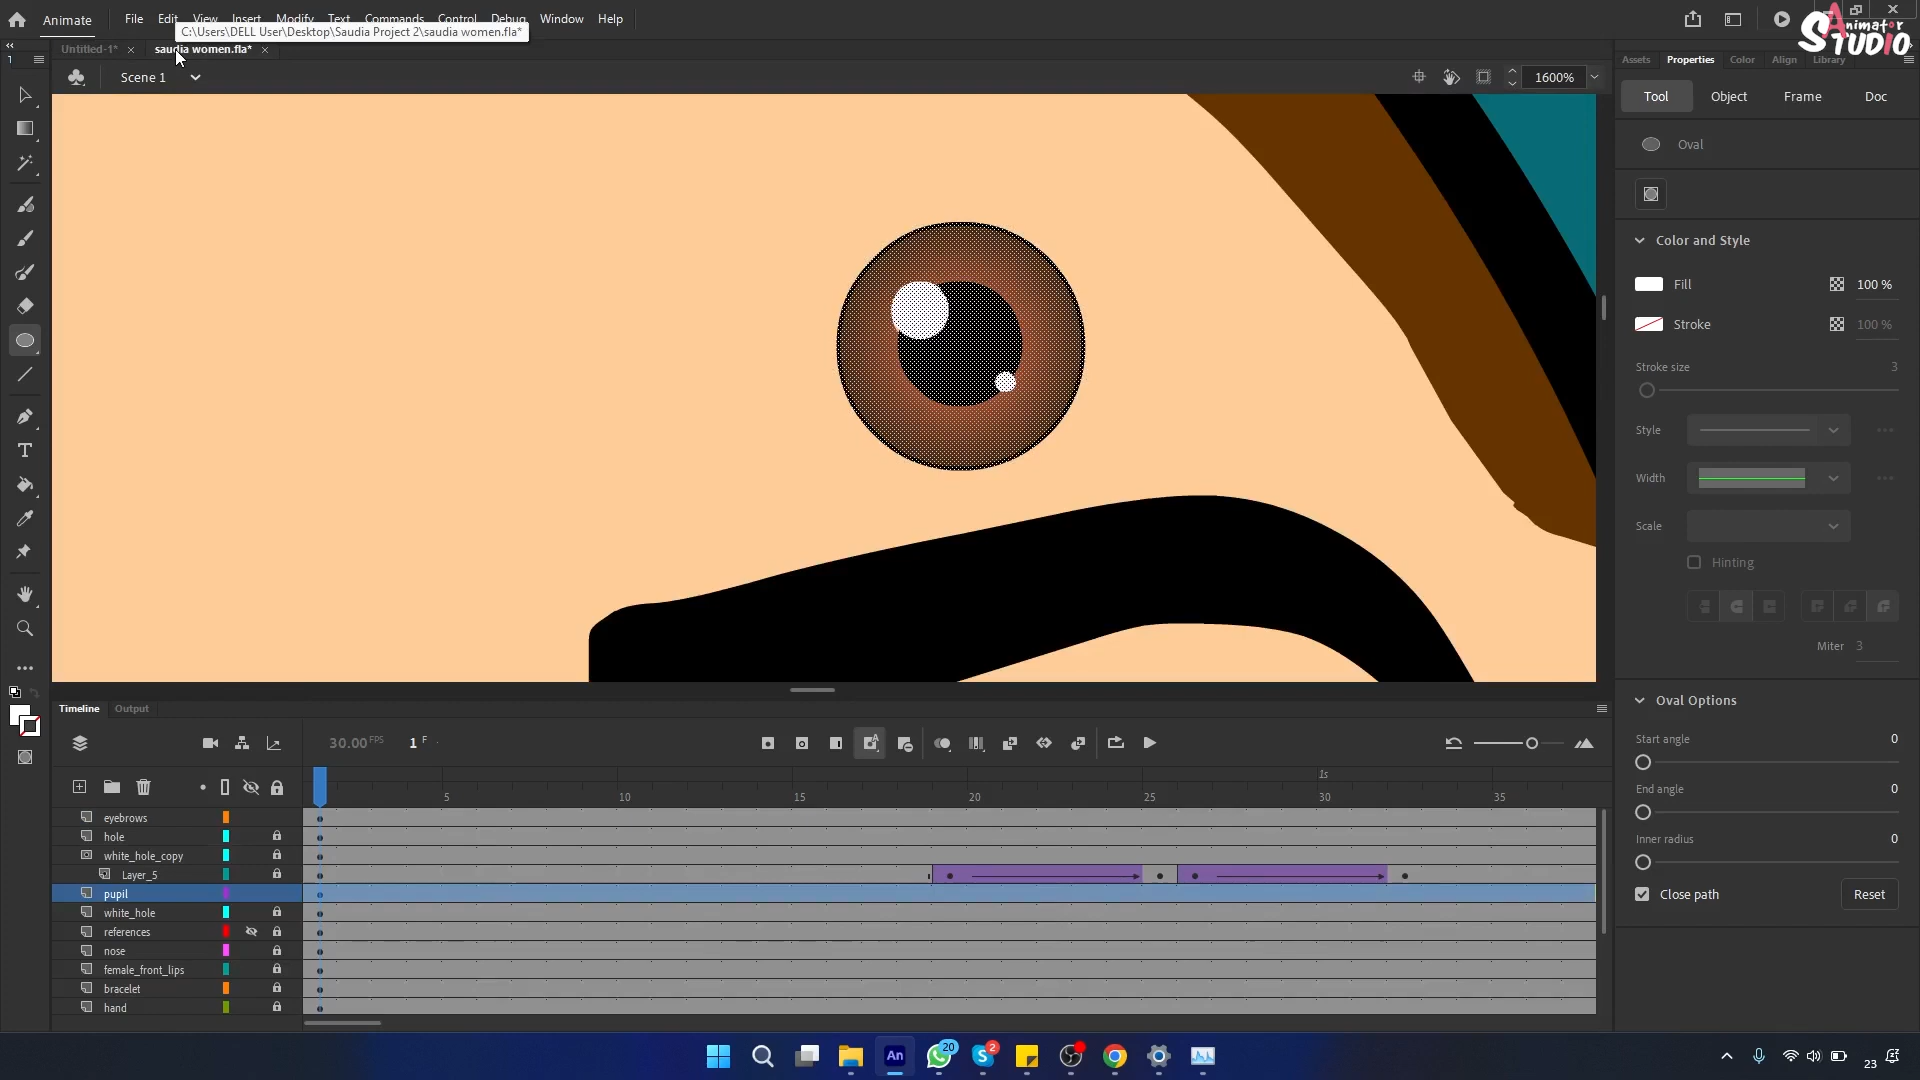 Animate File Edit View Insert Modify Text Commands Control Debug Window Help
C:\Users\DELL User\Desktop\Saudia Project 2\saudia women.fla*
Animator STUDIO
Untitled-1* × saudia women.fla* ×
Assets Properties Color Align Library
1
Scene 1
1600%
Tool Object Frame Doc
Oval
Color and Style
Fill 100 %
Stroke 100 %
Stroke size 3
Style
Width
Scale
Hinting
Miter 3
Oval Options
Start angle 0
End angle 0
Inner radius 0
Close path Reset
Timeline Output
30.00 FPS 1 F
1s
5 10 15 20 25 30 35
eyebrows
hole
white_hole_copy
Layer_5
pupil
white_hole
references
nose
female_front_lips
bracelet
hand
An 20 2 23